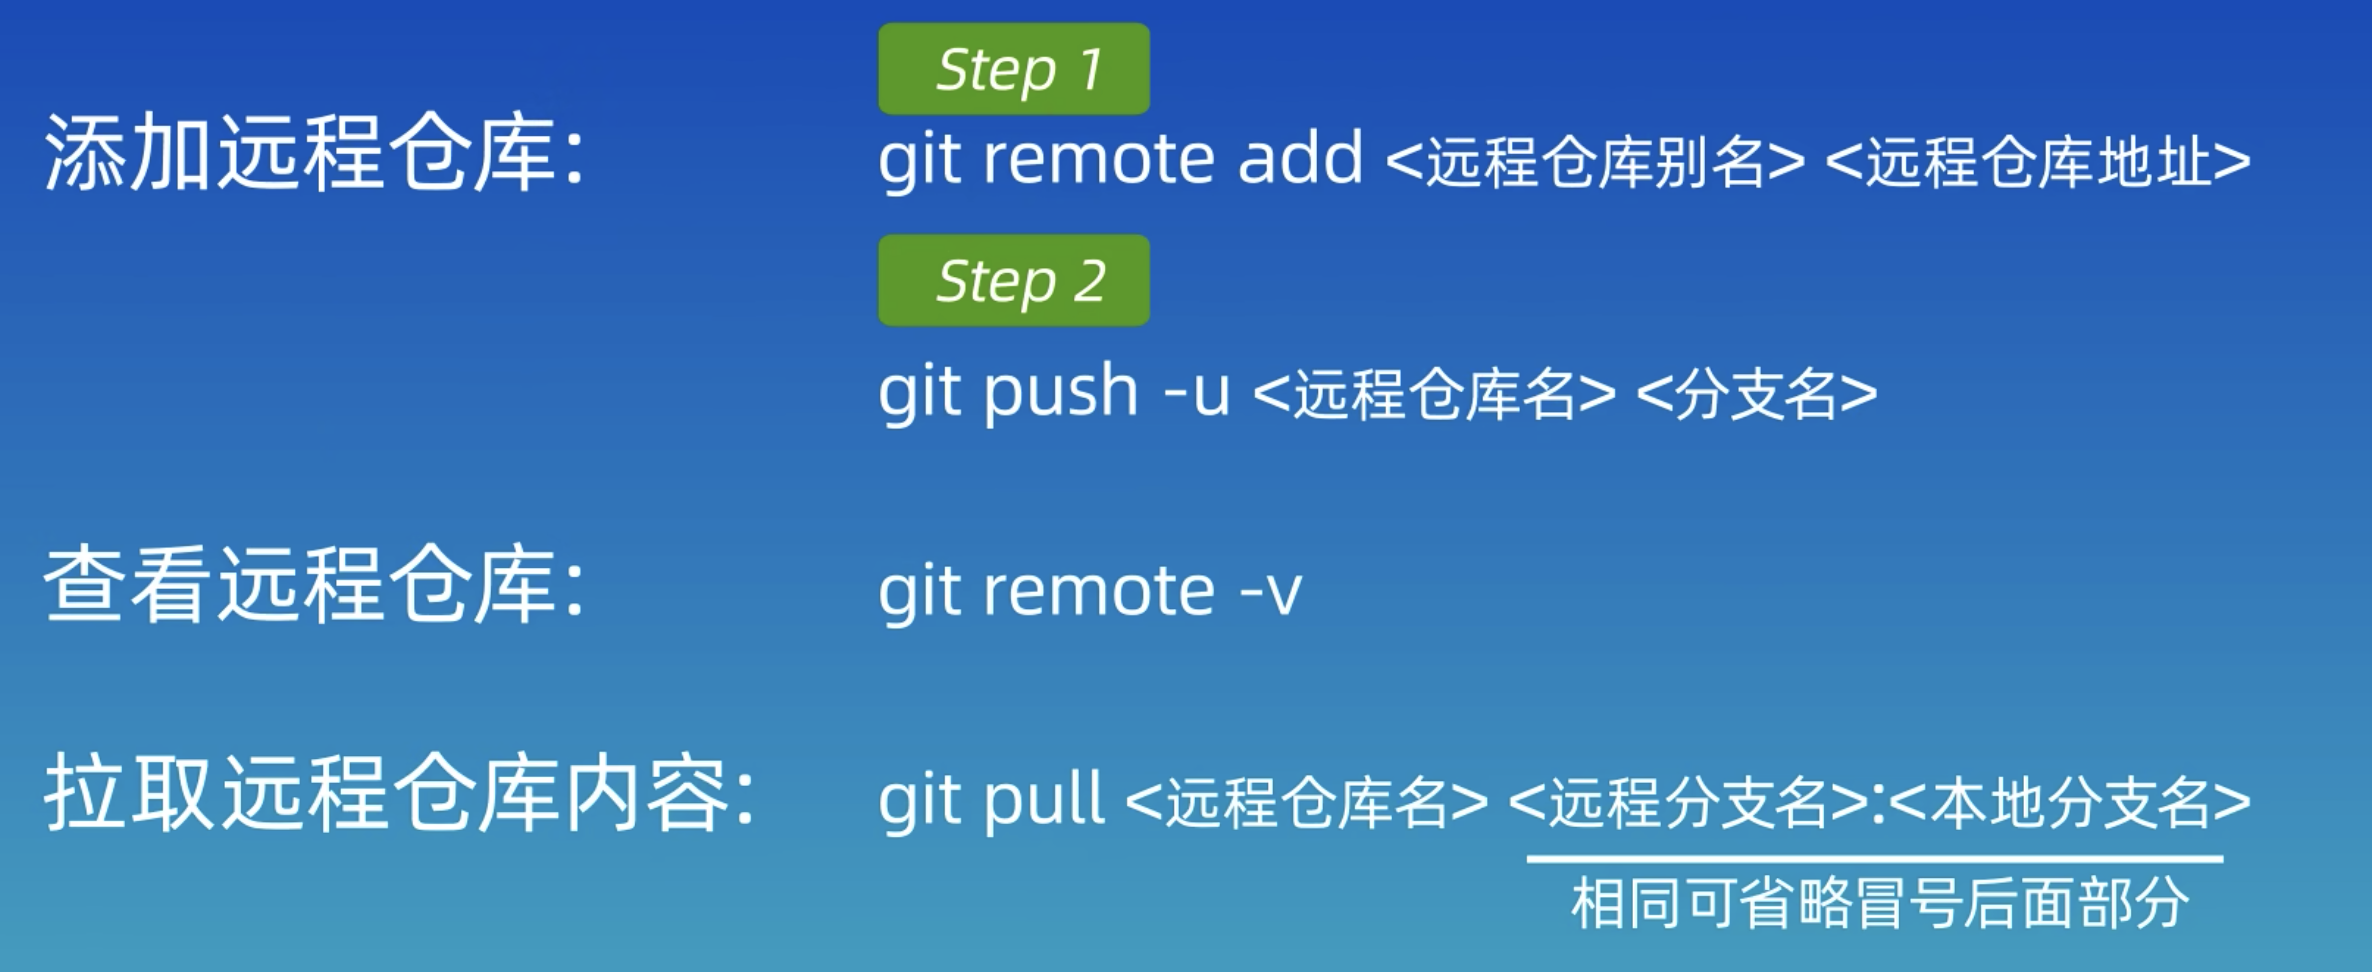 Step 1
添加远程仓库: git remote add <远程仓库别名> <远程仓库地址>
Step 2
git push -u <远程仓库名> <分支名>
查看远程仓库: git remote -v
拉取远程仓库内容: git pull <远程仓库名> <远程分支名>:<本地分支名>
相同可省略冒号后面部分